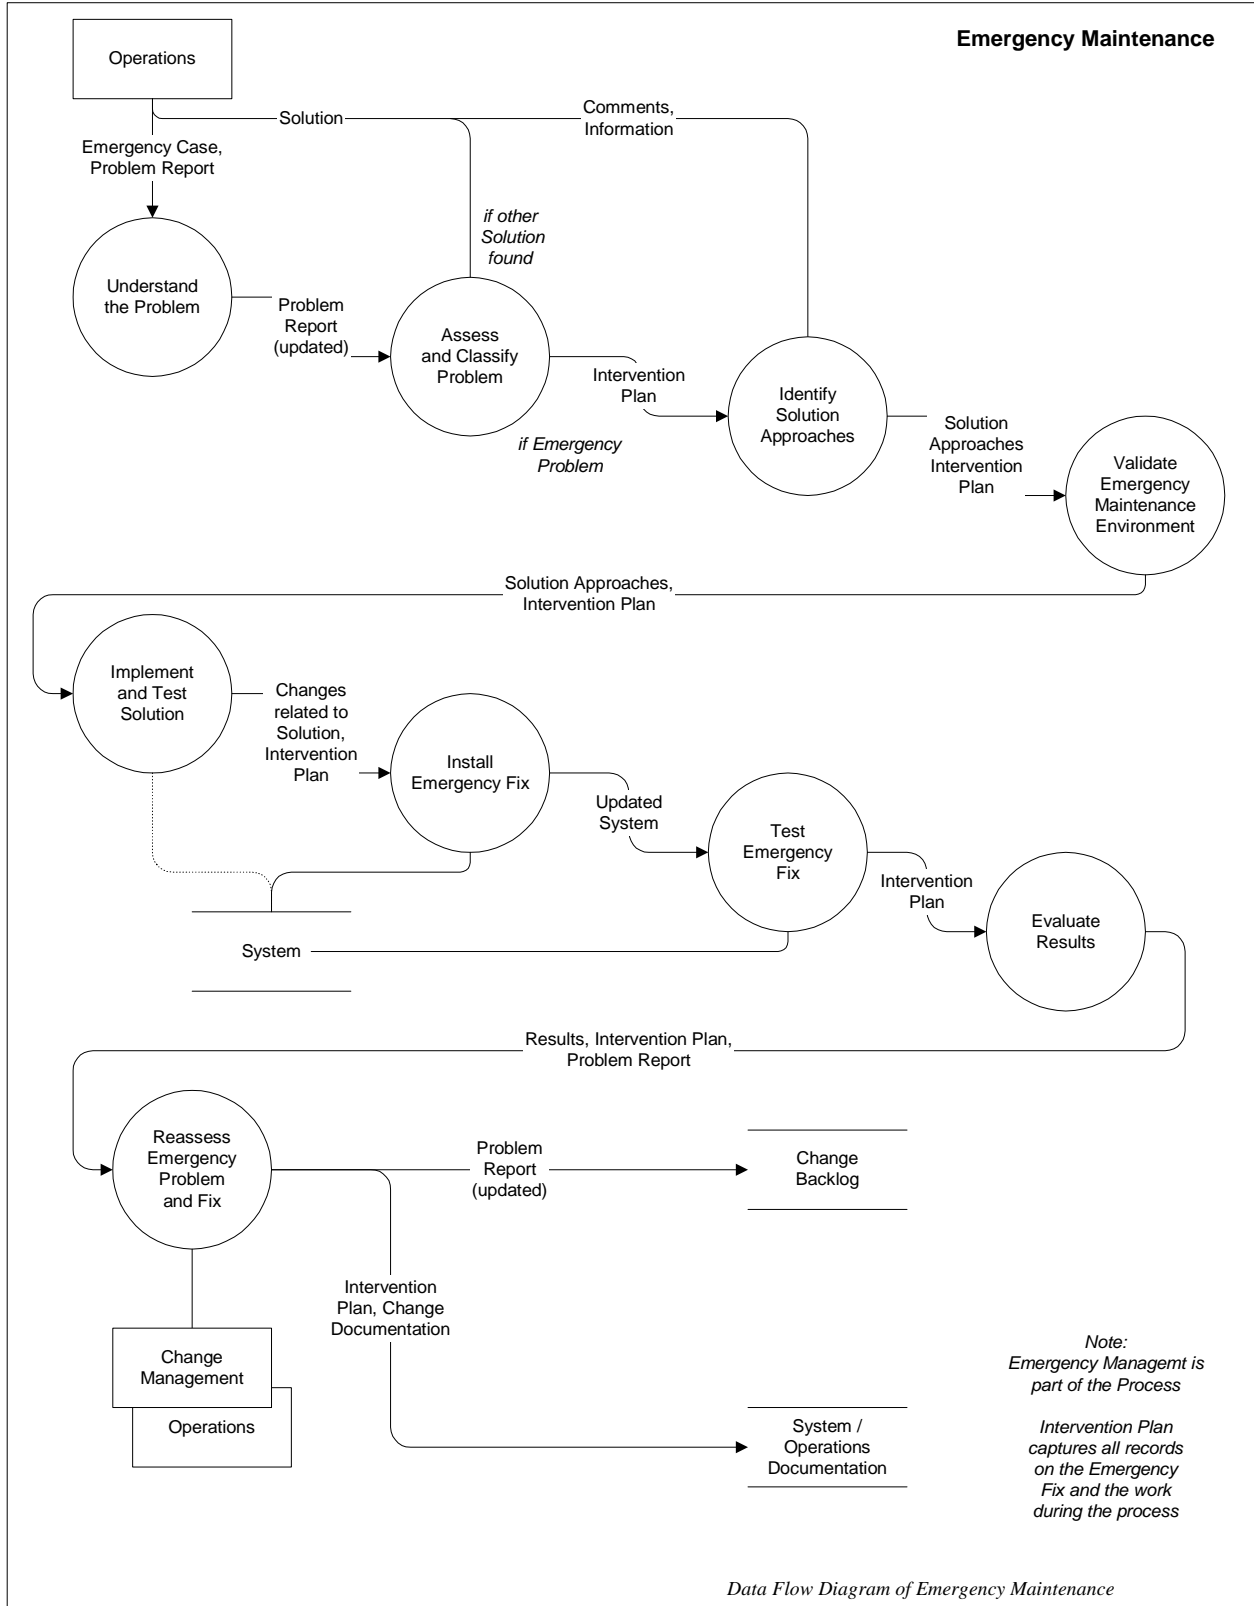 Emergency Maintenance
Operations
Solution
Comments,
Information
Emergency Case,
Problem Report
if other
Solution
found
Understand
the Problem
Problem
Report
(updated)
Assess
and Classify
Problem
Intervention
Plan
if Emergency
Problem
Identify
Solution
Approaches
Solution
Approaches
Intervention
Plan
Validate
Emergency
Maintenance
Environment
Solution Approaches,
Intervention Plan
Implement
and Test
Solution
Changes
related to
Solution,
Intervention
Plan
Install
Emergency Fix
Updated
System
Test
Emergency
Fix
Intervention
Plan
Evaluate
Results
System
Results, Intervention Plan,
Problem Report
Reassess
Emergency
Problem
and Fix
Problem
Report
(updated)
Change
Backlog
Intervention
Plan, Change
Documentation
Change
Management
Operations
System /
Operations
Documentation
Note:
Emergency Managemt is
part of the Process
Intervention Plan
captures all records
on the Emergency
Fix and the work
during the process
Data Flow Diagram of Emergency Maintenance